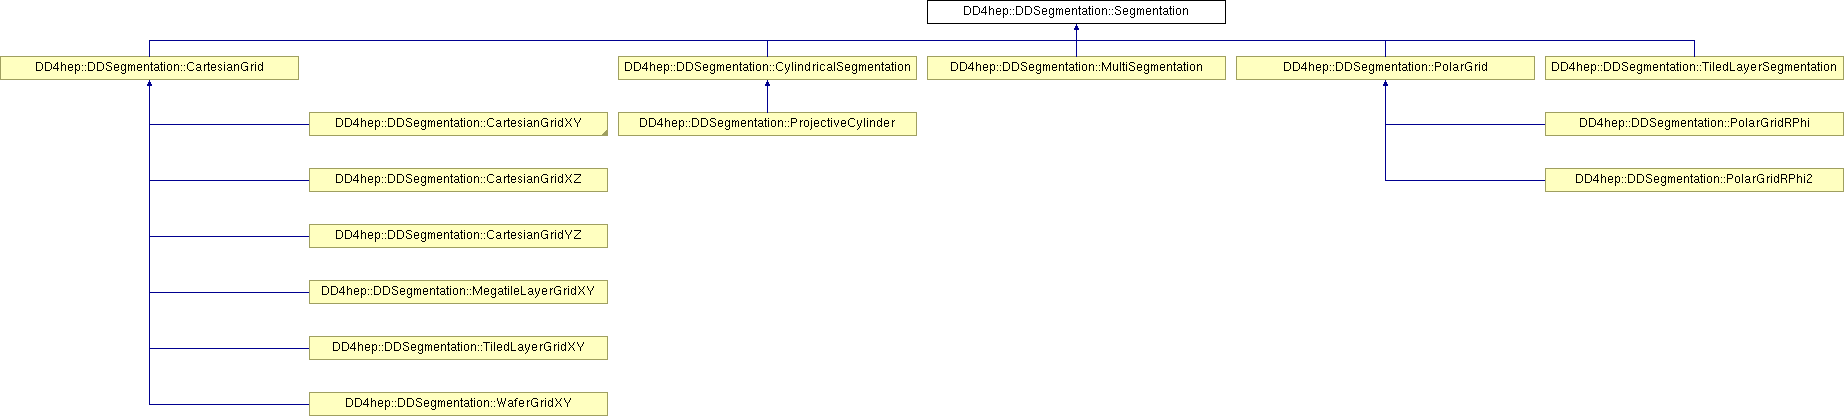 DD4hep::DDSegmentation::Segmentation
DD4hep::DDSegmentation::CartesianGrid
DD4hep::DDSegmentation::CylindricalSegmentation
DD4hep::DDSegmentation::MultiSegmentation
DD4hep::DDSegmentation::PolarGrid
DD4hep::DDSegmentation::TiledLayerSegmentation
DD4hep::DDSegmentation::CartesianGridXY
DD4hep::DDSegmentation::ProjectiveCylinder
DD4hep::DDSegmentation::PolarGridRPhi
DD4hep::DDSegmentation::CartesianGridXZ
DD4hep::DDSegmentation::PolarGridRPhi2
DD4hep::DDSegmentation::CartesianGridYZ
DD4hep::DDSegmentation::MegatileLayerGridXY
DD4hep::DDSegmentation::TiledLayerGridXY
DD4hep::DDSegmentation::WaferGridXY